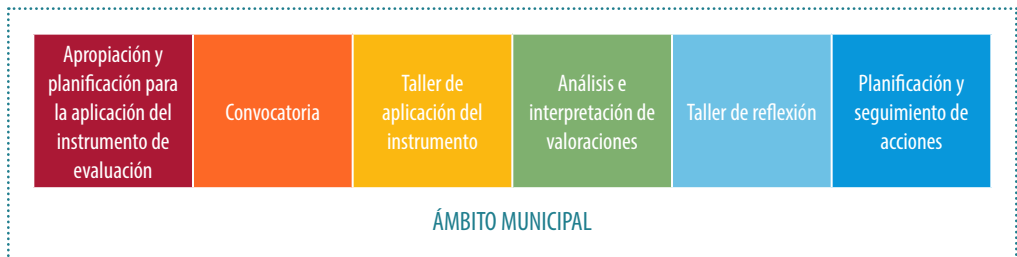 Apropiación y
planificación para
la aplicación del
instrumento de
evaluación
Convocatoria
Taller de
aplicación del
instrumento
Análisis e
interpretación de
valoraciones
Taller de reflexión
Planificación y
seguimiento de
acciones
ÁMBITO MUNICIPAL